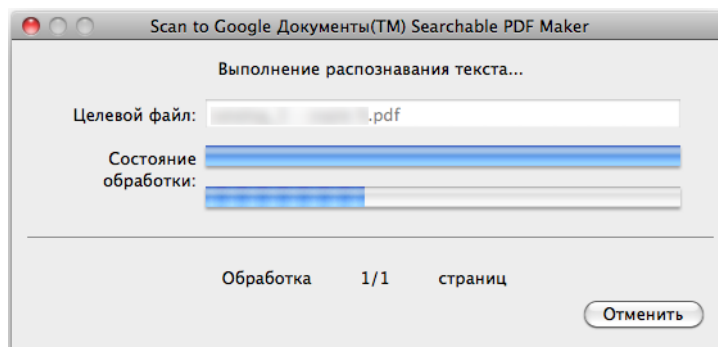 Scan to Google Документы(TM) Searchable PDF Maker
Выполнение распознавания текста...
Целевой файл: .pdf
Состояние
обработки:
Обработка 1/1 страниц
Отменить